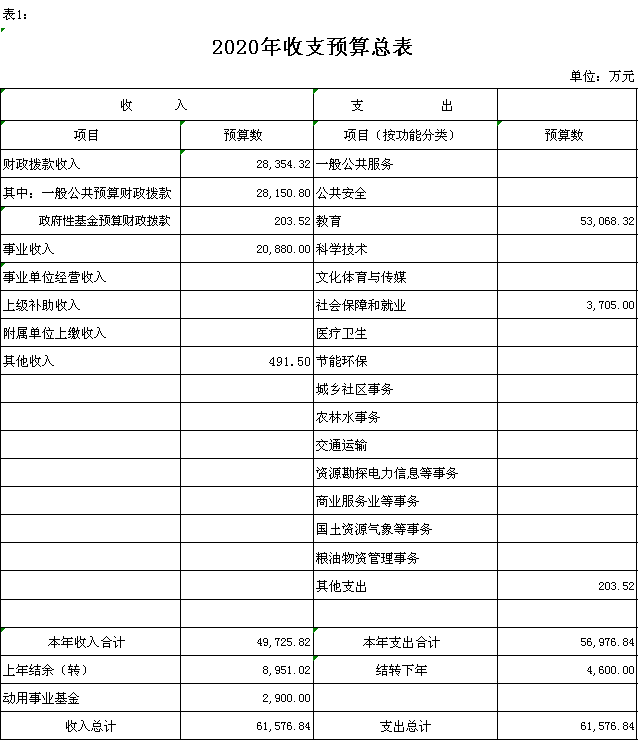 表1:
2020年收支预算总表
单位: 万元
收 入 支 出
项目 预算数 项目（按功能分类） 预算数
财政拨款收入 28,354.32 一般公共服务
其中: 一般公共预算财政拨款 28,150.80 公共安全
政府性基金预算财政拨款 203.52 教育 53,068.32
事业收入 20,880.00 科学技术
事业单位经营收入 文化体育与传媒
上级补助收入 社会保障和就业 3,705.00
附属单位上缴收入 医疗卫生
其他收入 491.50 节能环保
城乡社区事务
农林水事务
交通运输
资源勘探电力信息等事务
商业服务业等事务
国土资源气象等事务
粮油物资管理事务
其他支出 203.52
本年收入合计 49,725.82 本年支出合计 56,976.84
上年结余（转） 8,951.02 结转下年 4,600.00
动用事业基金 2,900.00
收入总计 61,576.84 支出总计 61,576.84